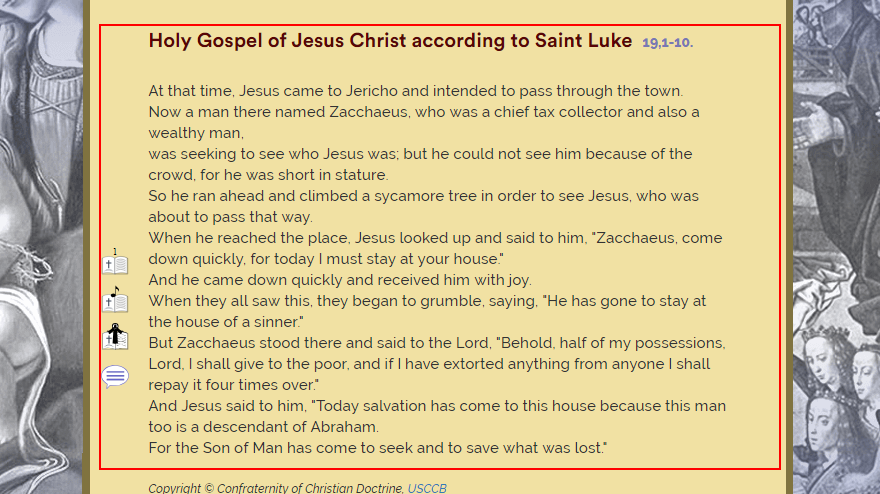 Holy Gospel of Jesus Christ according to Saint Luke 19,1-10.
At that time, Jesus came to Jericho and intended to pass through the town.
Now a man there named Zacchaeus, who was a chief tax collector and also a
wealthy man,
was seeking to see who Jesus was; but he could not see him because of the
crowd, for he was short in stature.
So he ran ahead and climbed a sycamore tree in order to see Jesus, who was
about to pass that way.
When he reached the place, Jesus looked up and said to him, "Zacchaeus, come
down quickly, for today I must stay at your house."
And he came down quickly and received him with joy.
When they all saw this, they began to grumble, saying, "He has gone to stay at
the house of a sinner."
But Zacchaeus stood there and said to the Lord, "Behold, half of my possessions,
Lord, I shall give to the poor, and if I have extorted anything from anyone I shall
repay it four times over."
And Jesus said to him, "Today salvation has come to this house because this man
too is a descendant of Abraham.
For the Son of Man has come to seek and to save what was lost."
1
Copyright © Confraternity of Christian Doctrine, USCCB